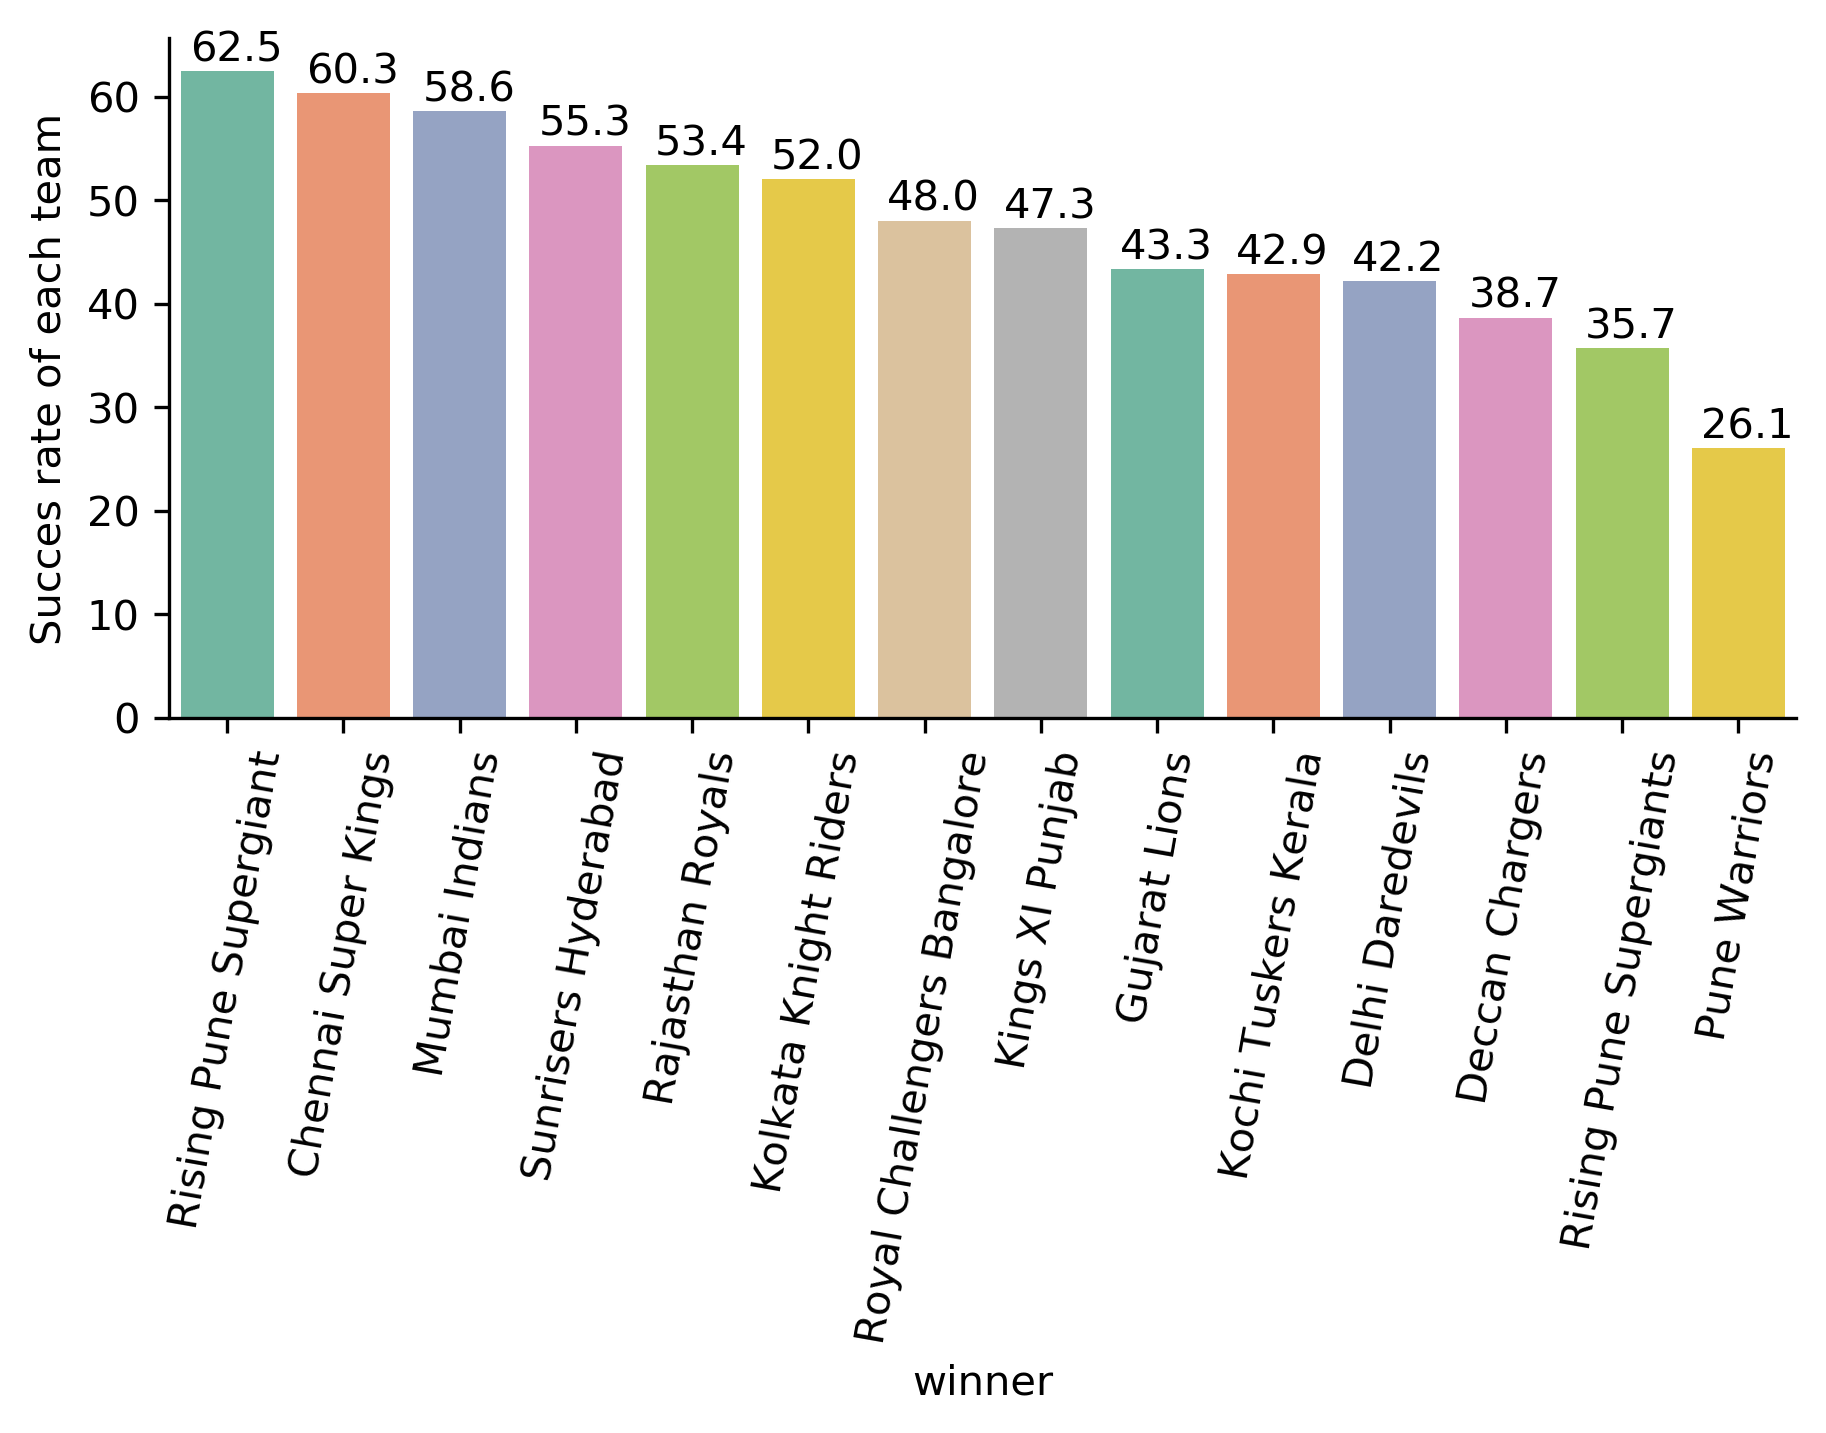 62.5
60.3
58.6
55.3
53.4
52.0
48.0
47.3
43.3
42.9
42.2
38.7
35.7
26.1
Succes rate of each team
60
50
40
30
20
10
0
Rising Pune Supergiant
Chennai Super Kings
Mumbai Indians
Sunrisers Hyderabad
Rajasthan Royals
Kolkata Knight Riders
Royal Challengers Bangalore
Kings XI Punjab
Gujarat Lions
Kochi Tuskers Kerala
Delhi Daredevils
Deccan Chargers
Rising Pune Supergiants
Pune Warriors
winner